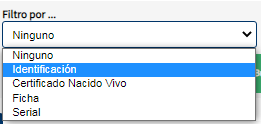 Filtro por ...
Ninguno
Ninguno
Identificación
Certificado Nacido Vivo
Ficha
Serial